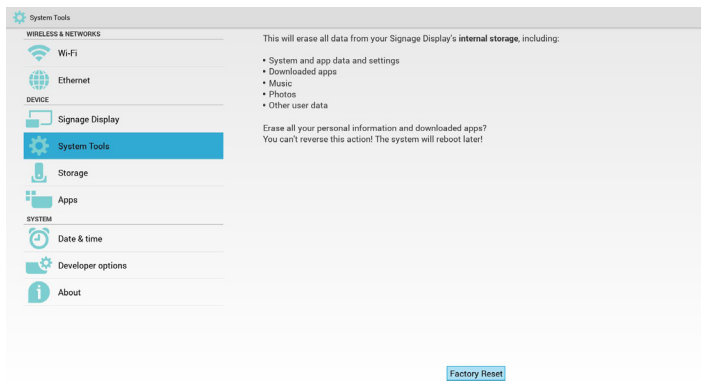 System Tools
WIRELESS & NETWORKS
Wi-Fi
Ethernet
DEVICE
Signage Display
System Tools
Storage
Apps
SYSTEM
Date & time
Developer options
About
This will erase all data from your Signage Display's internal storage, including:
• System and app data and settings
• Downloaded apps
• Music
• Photos
• Other user data
Erase all your personal information and downloaded apps?
You can't reverse this action! The system will reboot later!
Factory Reset